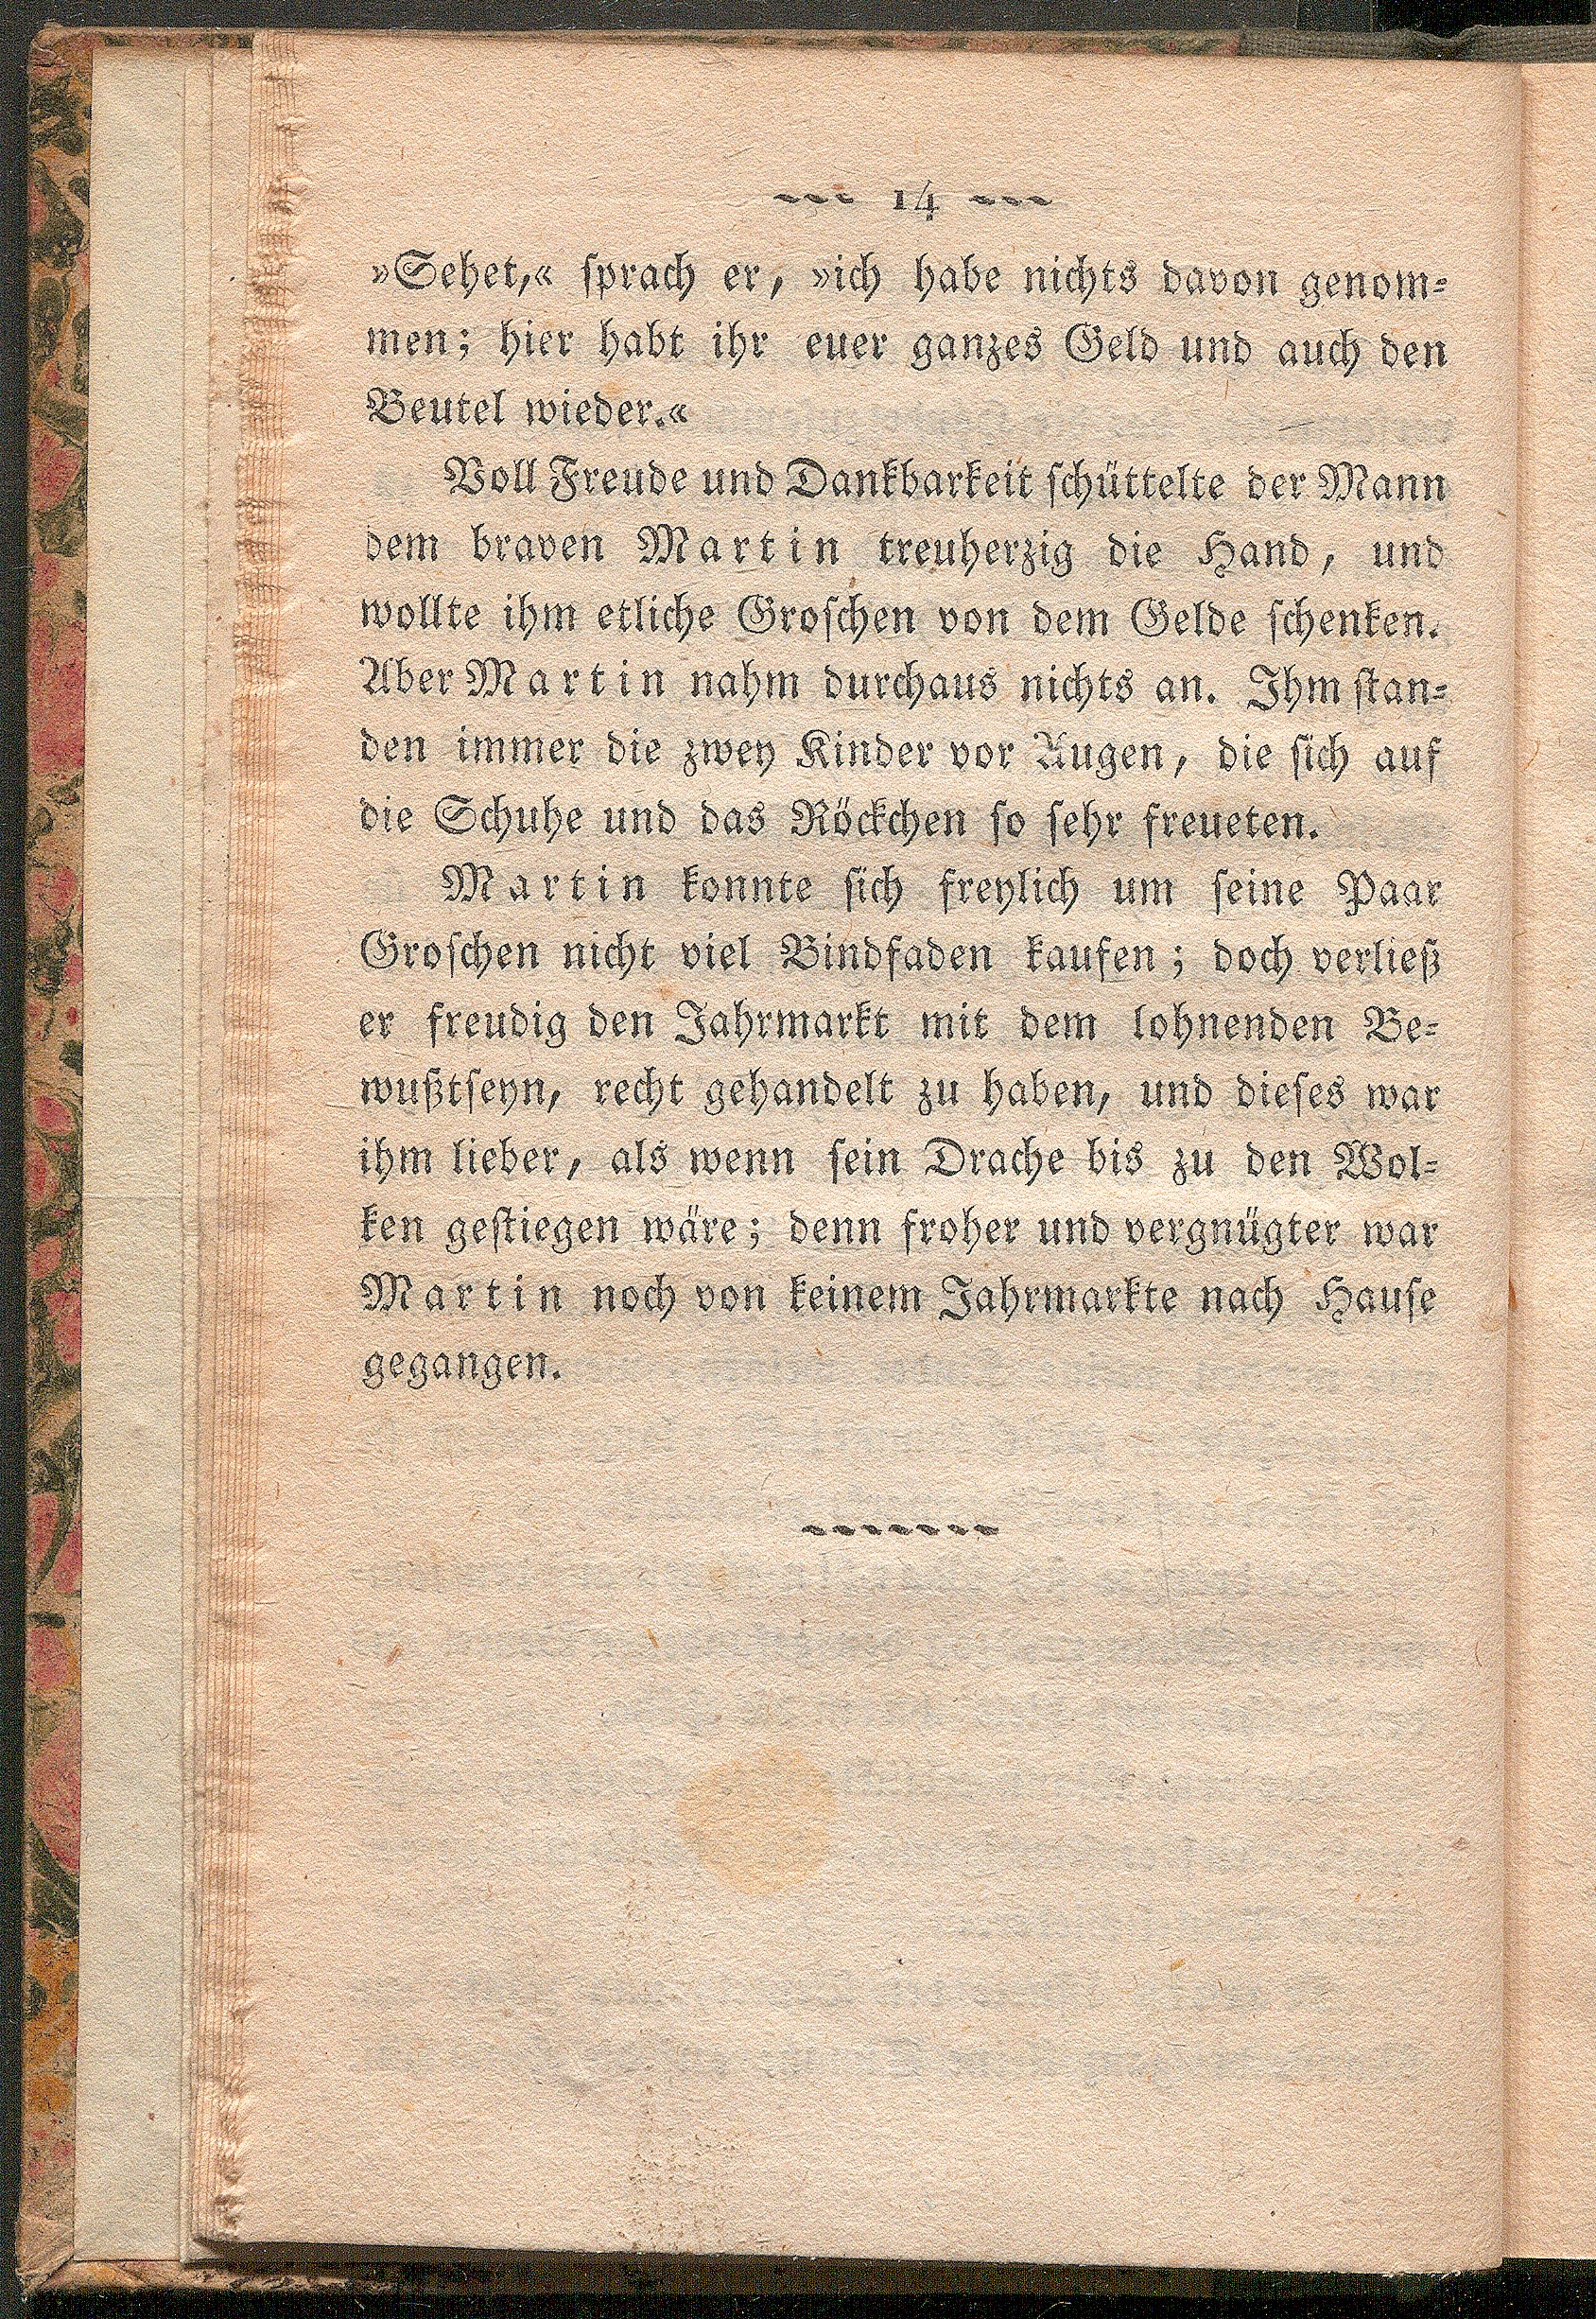 ~~~ 14 ~~~
»Sehet,« sprach er, »ich habe nichts davon genom-
men; hier habt ihr euer ganzes Geld und auch den
Beutel wieder.«
Voll Freude und Dankbarkeit schüttelte der Mann
dem braven Martin treuherzig die Hand, und
wollte ihm etliche Groschen von dem Gelde schenken.
Aber Martin nahm durchaus nichts an. Ihm stan-
den immer die zwey Kinder vor Augen, die sich auf
die Schuhe und das Röckchen so sehr freueten.
Martin konnte sich freylich um seine Paar
Groschen nicht viel Bindfaden kaufen; doch verließ
er freudig den Jahrmarkt mit dem lohnenden Be-
wußtseyn, recht gehandelt zu haben, und dieses war
ihm lieber, als wenn sein Drache bis zu den Wol-
ken gestiegen wäre; denn froher und vergnügter war
Martin noch von keinem Jahrmarkte nach Hause
gegangen.